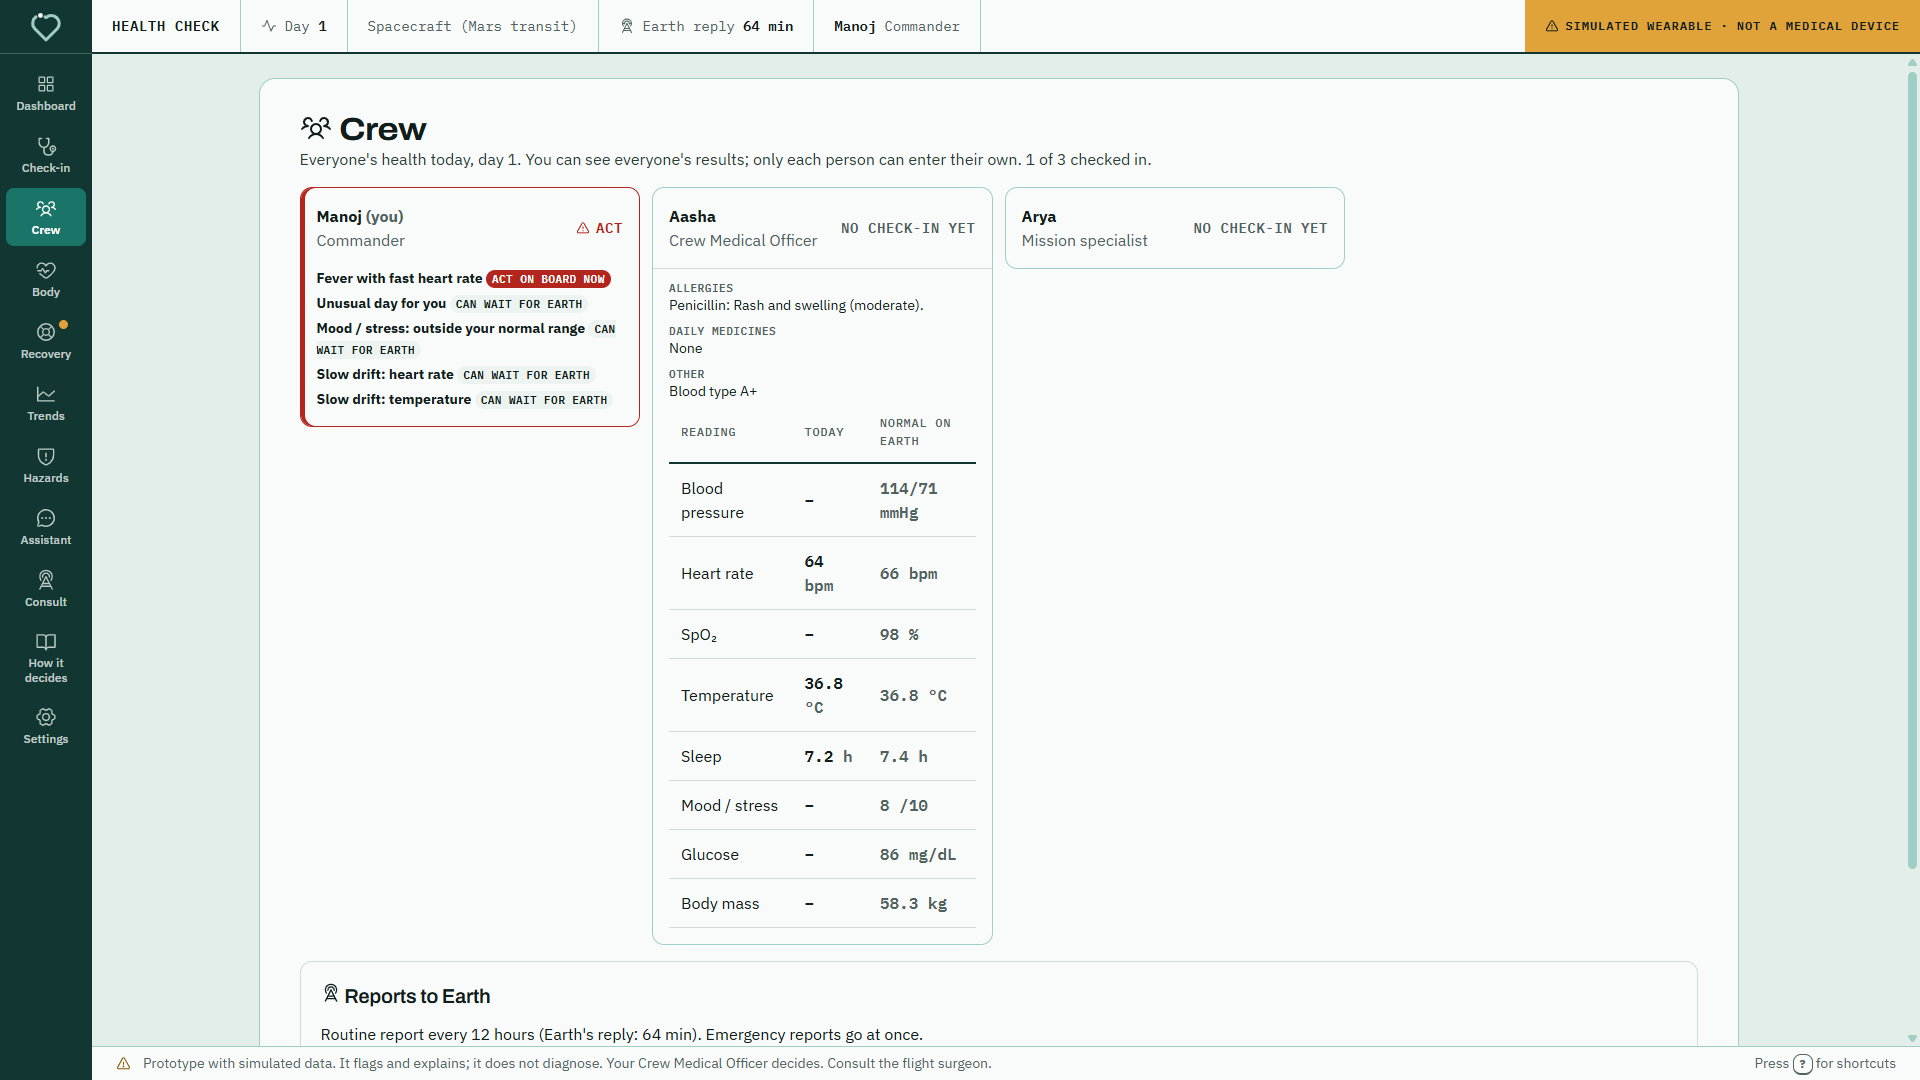 HEALTH CHECK
Day 1
Spacecraft (Mars transit)
Earth reply 64 min
Manoj Commander
SIMULATED WEARABLE · NOT A MEDICAL DEVICE
Dashboard
Check-in
Crew
Body
Recovery
Trends
Hazards
Assistant
Consult
How it
decides
Settings
Crew
Everyone's health today, day 1. You can see everyone's results; only each person can enter their own. 1 of 3 checked in.
Manoj (you)
Commander
ACT
Fever with fast heart rate ACT ON BOARD NOW
Unusual day for you CAN WAIT FOR EARTH
Mood / stress: outside your normal range CAN
WAIT FOR EARTH
Slow drift: heart rate CAN WAIT FOR EARTH
Slow drift: temperature CAN WAIT FOR EARTH
Aasha
Crew Medical Officer
NO CHECK-IN YET
ALLERGIES
Penicillin: Rash and swelling (moderate).
DAILY MEDICINES
None
OTHER
Blood type A+
READING TODAY NORMAL ON
EARTH
Blood
pressure – 114/71
mmHg
Heart rate 64
bpm 66 bpm
SpO₂ – 98 %
Temperature 36.8
°C 36.8 °C
Sleep 7.2 h 7.4 h
Mood / stress – 8 /10
Glucose – 86 mg/dL
Body mass – 58.3 kg
Arya
Mission specialist
NO CHECK-IN YET
Reports to Earth
Routine report every 12 hours (Earth's reply: 64 min). Emergency reports go at once.
Prototype with simulated data. It flags and explains; it does not diagnose. Your Crew Medical Officer decides. Consult the flight surgeon.
Press ? for shortcuts